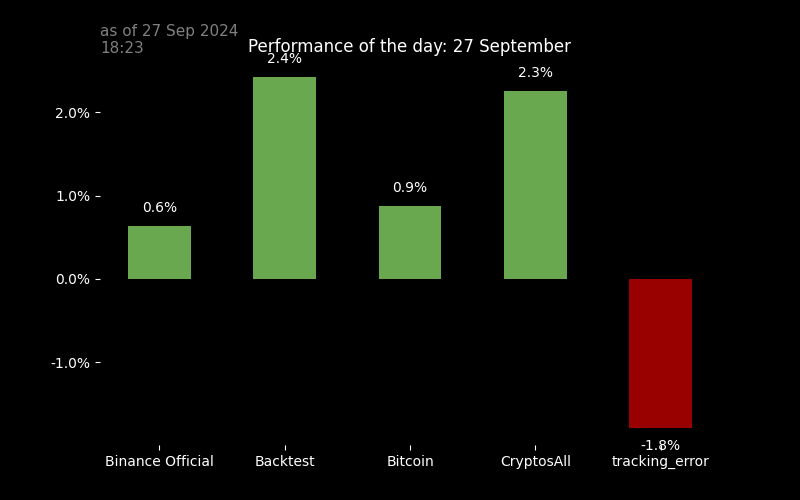 as of 27 Sep 2024
18:23
Performance of the day: 27 September
2.4%
2.3%
2.0%
1.0%
0.9%
0.6%
0.0%
-1.0%
-1.8%
Binance Official
Backtest
Bitcoin
CryptosAll
tracking_error